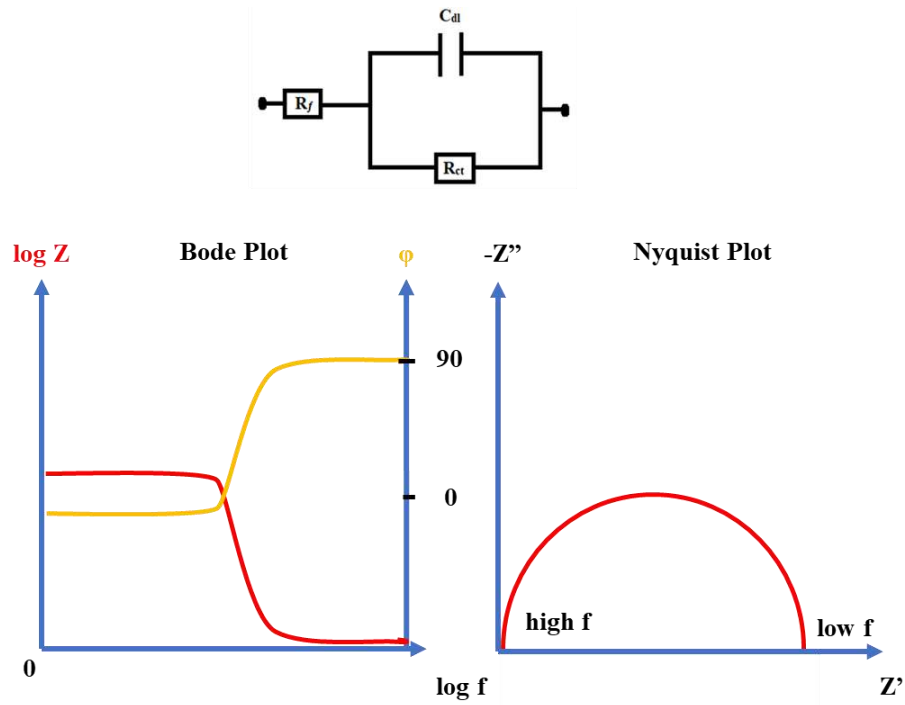 Cdl
Rf
Rct
log Z
Bode Plot
φ
-Z”
Nyquist Plot
90
0
high f
low f
0
log f
Z’